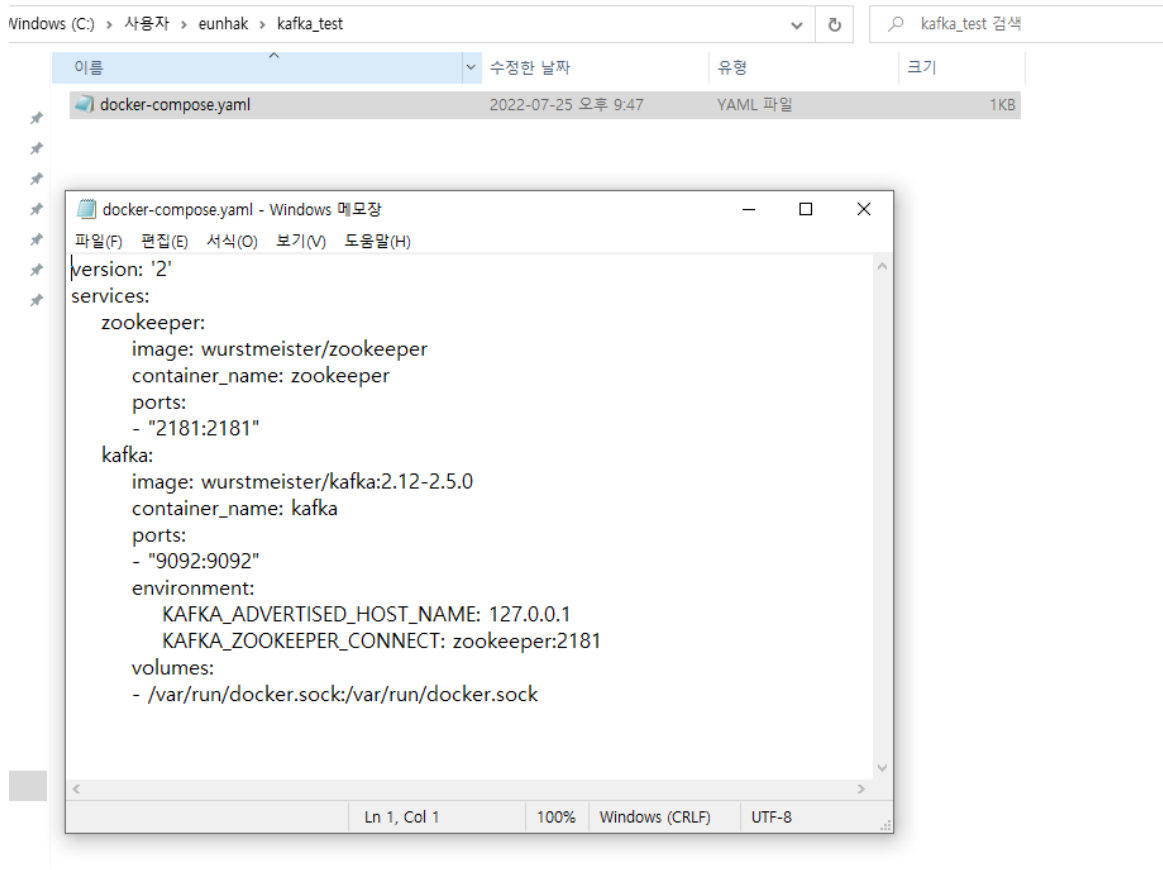 Windows (C:) > 사용자 > eunhak > kafka_test
kafka_test 검색
이름 수정한 날짜 유형 크기
docker-compose.yaml 2022-07-25 오후 9:47 YAML 파일 1KB
docker-compose.yaml - Windows 메모장
파일(F) 편집(E) 서식(O) 보기(V) 도움말(H)
version: '2'
services:
zookeeper:
image: wurstmeister/zookeeper
container_name: zookeeper
ports:
- "2181:2181"
kafka:
image: wurstmeister/kafka:2.12-2.5.0
container_name: kafka
ports:
- "9092:9092"
environment:
KAFKA_ADVERTISED_HOST_NAME: 127.0.0.1
KAFKA_ZOOKEEPER_CONNECT: zookeeper:2181
volumes:
- /var/run/docker.sock:/var/run/docker.sock
Ln 1, Col 1 100% Windows (CRLF) UTF-8